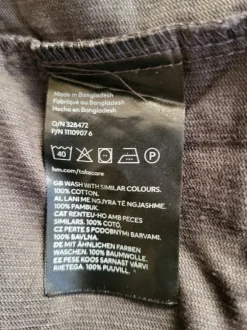 Made in Bangladesh
Fabriqué au Bangladesh
Hecho en Bangladesh
O/N 328472
P/N 1110907 6
40 P
hm.com/takecare
GB WASH WITH SIMILAR COLOURS.
100% COTTON.
AL LANI ME NGJYRA TË NGJASHME.
100% PAMBUK.
CAT RENTEU-HO AMB PECES
SIMILARS. 100% COTÓ.
CZ PERTE S PODOBNÝMI BARVAMI.
100% BAVLNA.
DE MIT ÄHNLICHEN FARBEN
WASCHEN. 100% BAUMWOLLE.
EE PESE KOOS SARNAST VÄRVI
RIIETEGA. 100% PUUVILL.